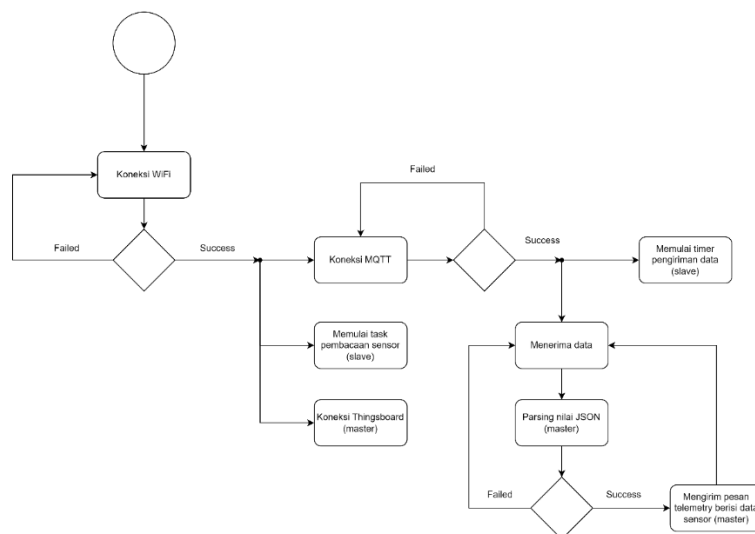 Koneksi WiFi
Failed
Success
Failed
Koneksi MQTT
Success
Memulai timer
pengiriman data
(slave)
Memulai task
pembacaan sensor
(slave)
Koneksi Thingsboard
(master)
Menerima data
Parsing nilai JSON
(master)
Failed
Success
Mengirim pesan
telemetry berisi data
sensor (master)